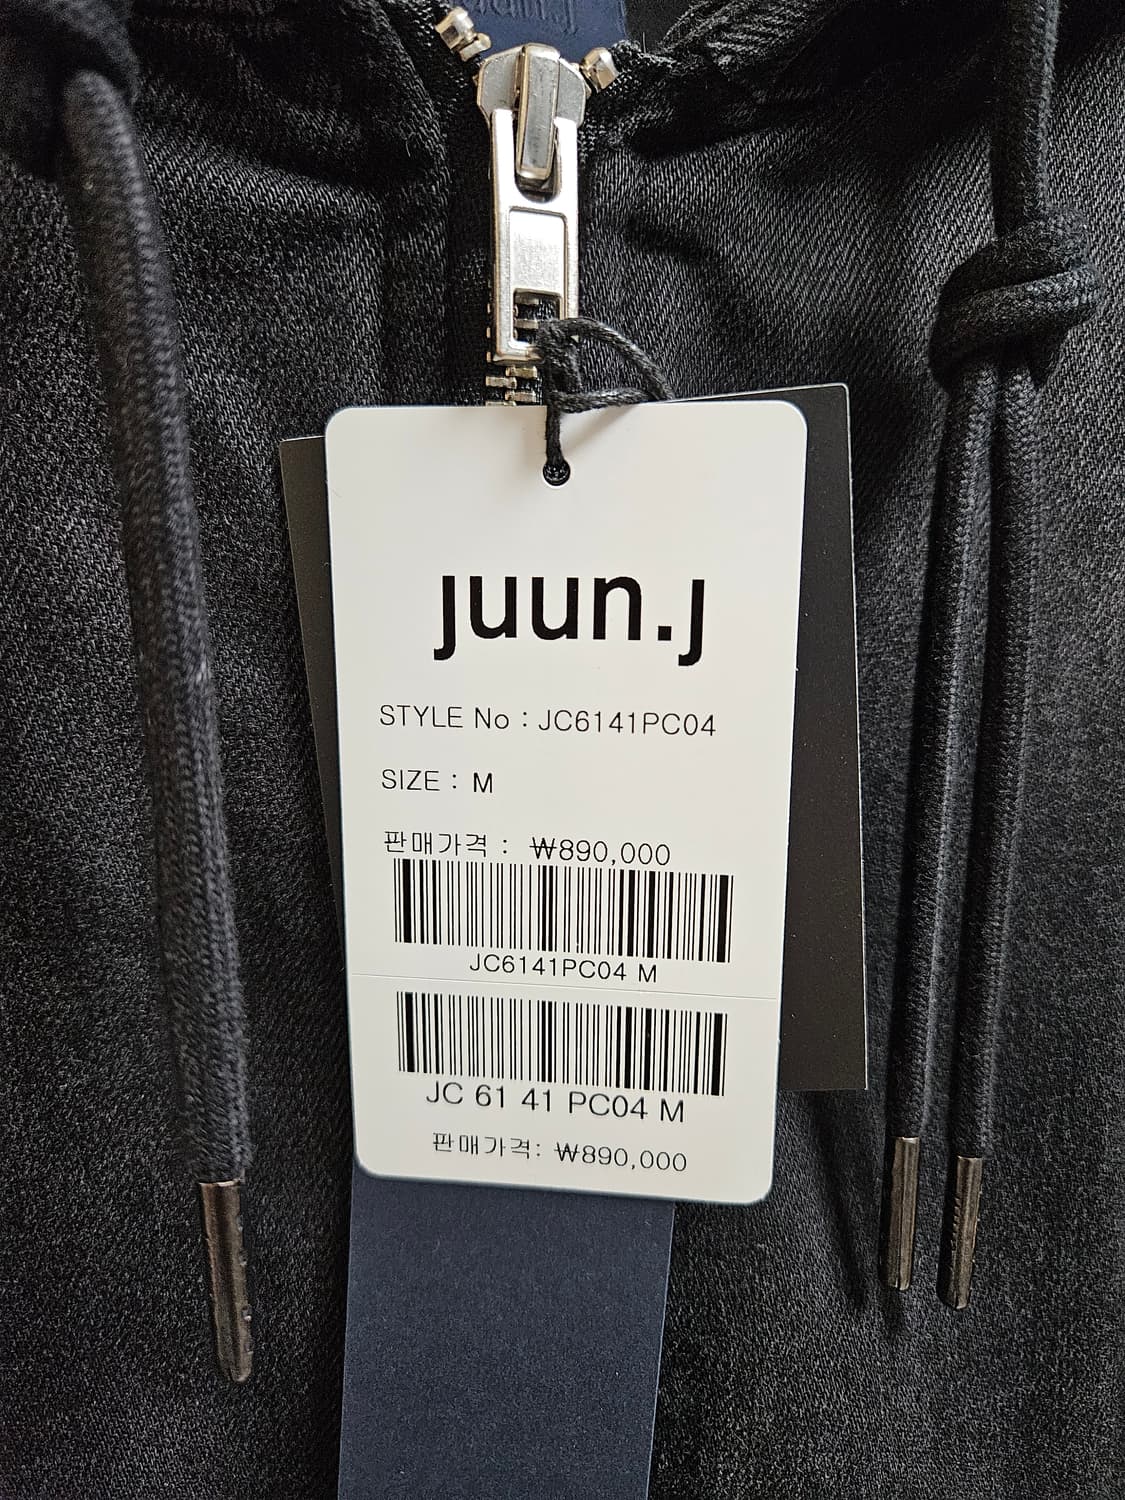 juun.j
juun.j
STYLE No : JC6141PC04
SIZE : M
판매가격 : ₩890,000
JC6141PC04 M
JC 61 41 PC04 M
판매가격: ₩890,000